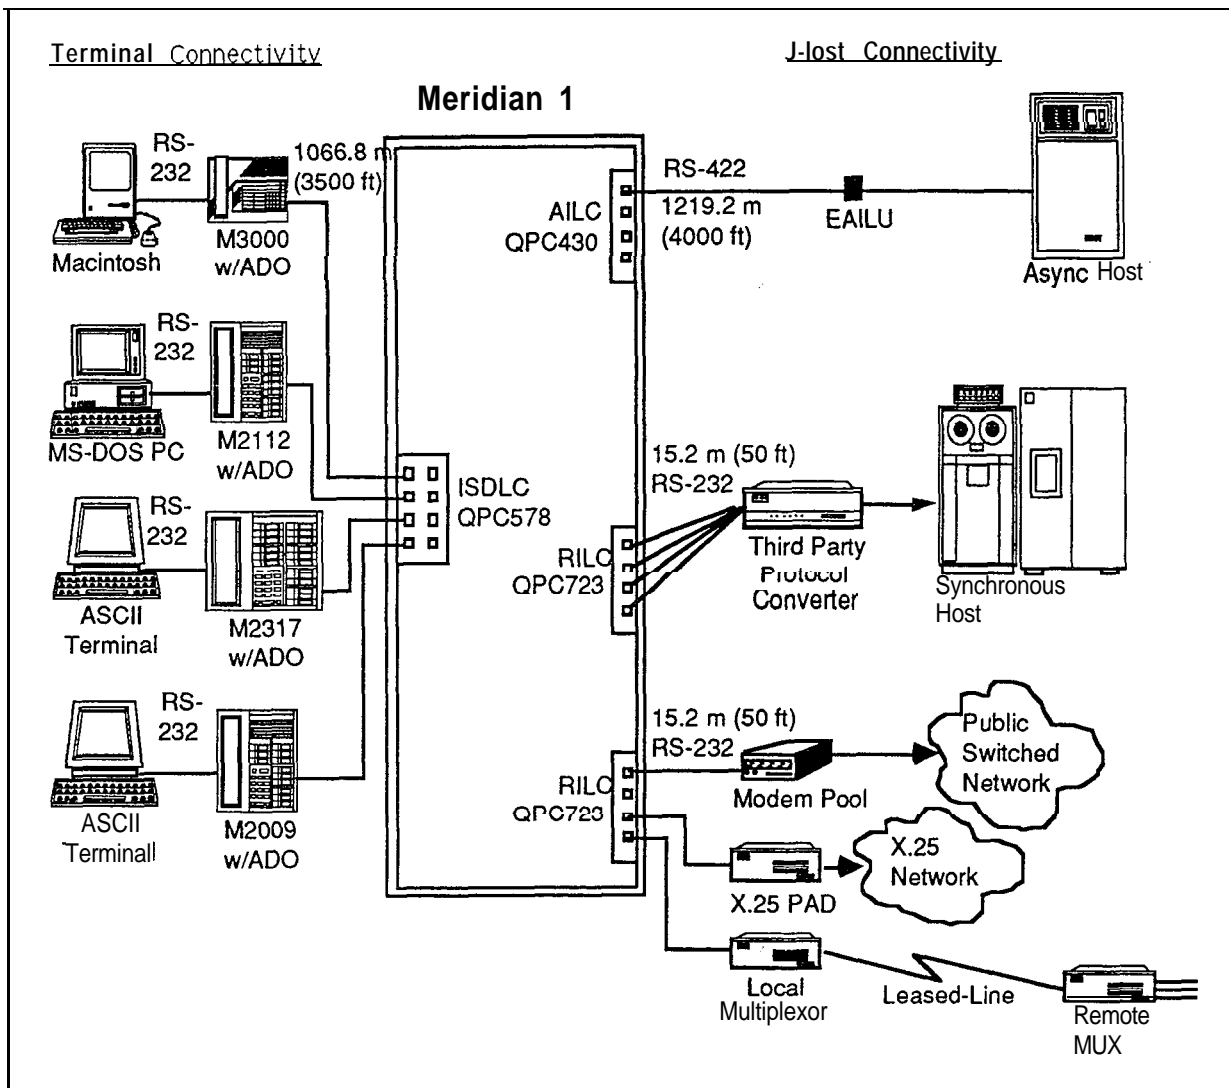 Terminal Connectivity
J-lost Connectivity
Meridian 1
RS-
232
1066.8 m
(3500 ft)
Macintosh
M3000
w/ADO
RS-
232
MS-DOS PC
M2112
w/ADO
RS-
232
ASCII
Terminal
M2317
w/ADO
RS-
232
ASCII
Terminall
M2009
w/ADO
ISDLC
QPC578
AILC
QPC430
RS-422
1219.2 m
(4000 ft)
EAILU
Async Host
RILC
QPC723
15.2 m (50 ft)
RS-232
Third Party
Protocol
Converter
Synchronous
Host
RILC
QPC723
15.2 m (50 ft)
RS-232
Modem Pool
Public
Switched
Network
X.25 PAD
X.25
Network
Local
Multiplexor
Leased-Line
Remote
MUX